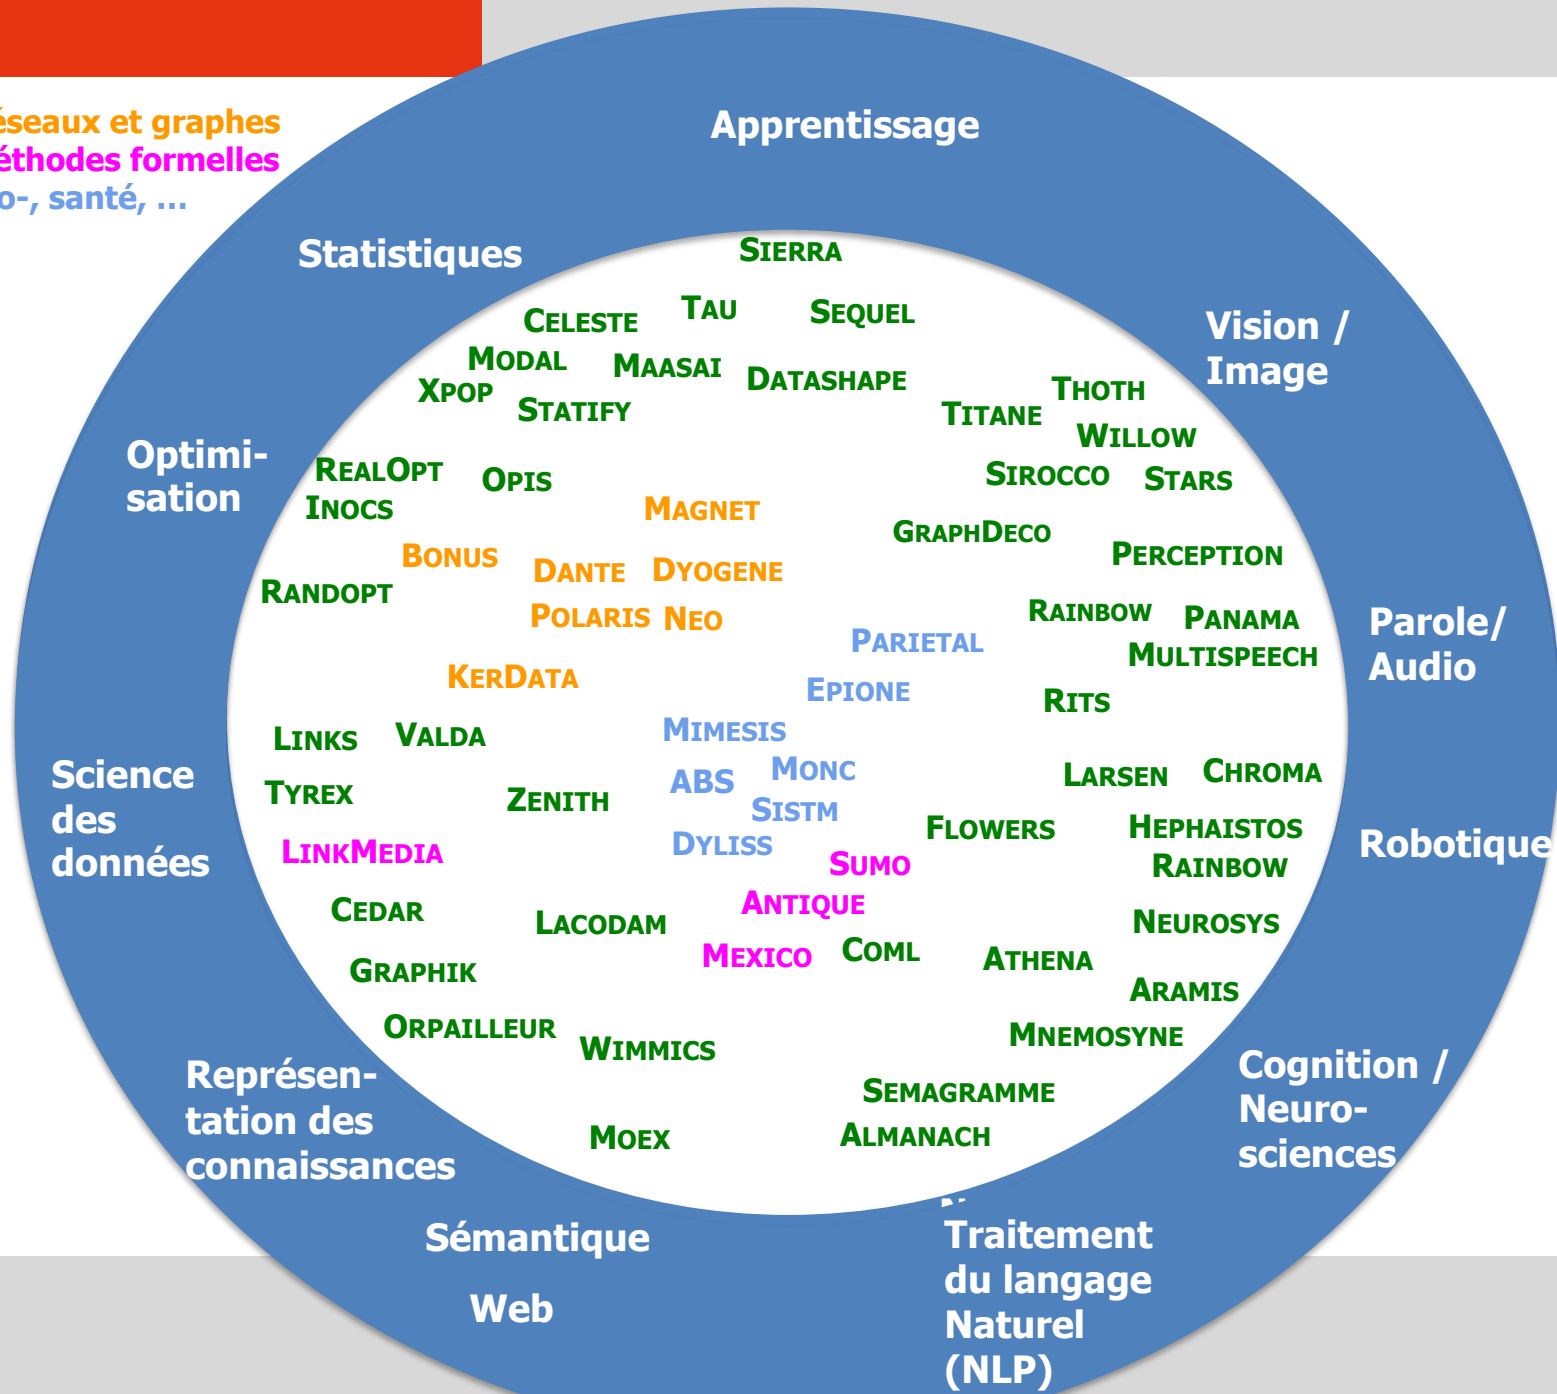 éseaux et graphes
éthodes formelles
o-, santé, ...
Apprentissage
Statistiques
Vision /
Image
Optimi-
sation
Parole/
Audio
Science
des
données
Robotique
Représen-
tation des
connaissances
Cognition /
Neuro-
sciences
Sémantique
Web
Traitement
du langage
Naturel
(NLP)
SIERRA
CELESTE TAU SEQUEL
MODAL MAASAI DATASHAPE
XPOP STATIFY
THOTH
TITANE
WILLOW
REALOPT OPIS
SIROCCO STARS
INOCS MAGNET
GRAPHDECO
BONUS DANTE DYOGENE PERCEPTION
RANDOPT
POLARIS NEO
RAINBOW PANAMA
PARIETAL MULTISPEECH
KERDATA EPIONE RITS
LINKS VALDA MIMESIS
MONC LARSEN CHROMA
TYREX ZENITH ABS
SISTM
FLOWERS HEPHAISTOS
LINKMEDIA DYLISS
SUMO RAINBOW
CEDAR LACODAM ANTIQUE NEUROSYS
MEXICO COML ATHENA
GRAPHIK ARAMIS
ORPAILLEUR WIMMICS MNEMOSYNE
SEMAGRAMME
MOEX ALMANACH